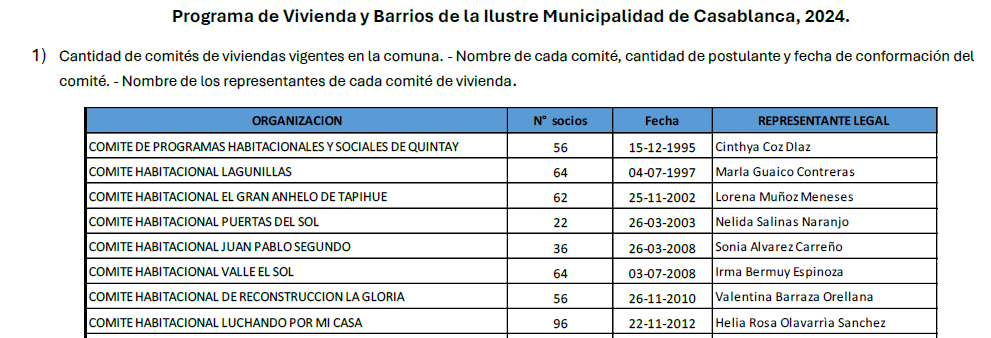 Programa de Vivienda y Barrios de la Ilustre Municipalidad de Casablanca, 2024.
1) Cantidad de comités de viviendas vigentes en la comuna. - Nombre de cada comité, cantidad de postulante y fecha de conformación del
comité. - Nombre de los representantes de cada comité de vivienda.
ORGANIZACION N° socios Fecha REPRESENTANTE LEGAL
COMITE DE PROGRAMAS HABITACIONALES Y SOCIALES DE QUINTAY 56 15-12-1995 Cinthya Coz DIaz
COMITE HABITACIONAL LAGUNILLAS 64 04-07-1997 MarIa Guaico Contreras
COMITE HABITACIONAL EL GRAN ANHELO DE TAPIHUE 62 25-11-2002 Lorena Muñoz Meneses
COMITE HABITACIONAL PUERTAS DEL SOL 22 26-03-2003 Nelida Salinas Naranjo
COMITE HABITACIONAL JUAN PABLO SEGUNDO 36 26-03-2008 Sonia Alvarez Carreño
COMITE HABITACIONAL VALLE EL SOL 64 03-07-2008 Irma Bermuy Espinoza
COMITE HABITACIONAL DE RECONSTRUCCION LA GLORIA 56 26-11-2010 Valentina Barraza Orellana
COMITE HABITACIONAL LUCHANDO POR MI CASA 96 22-11-2012 Helia Rosa Olavarrìa Sanchez